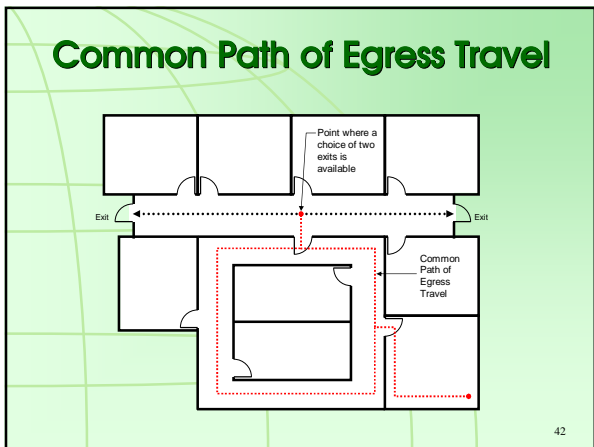 Common Path of Egress Travel
Point where a
choice of two
exits is
available
Exit
Exit
Common
Path of
Egress
Travel
42